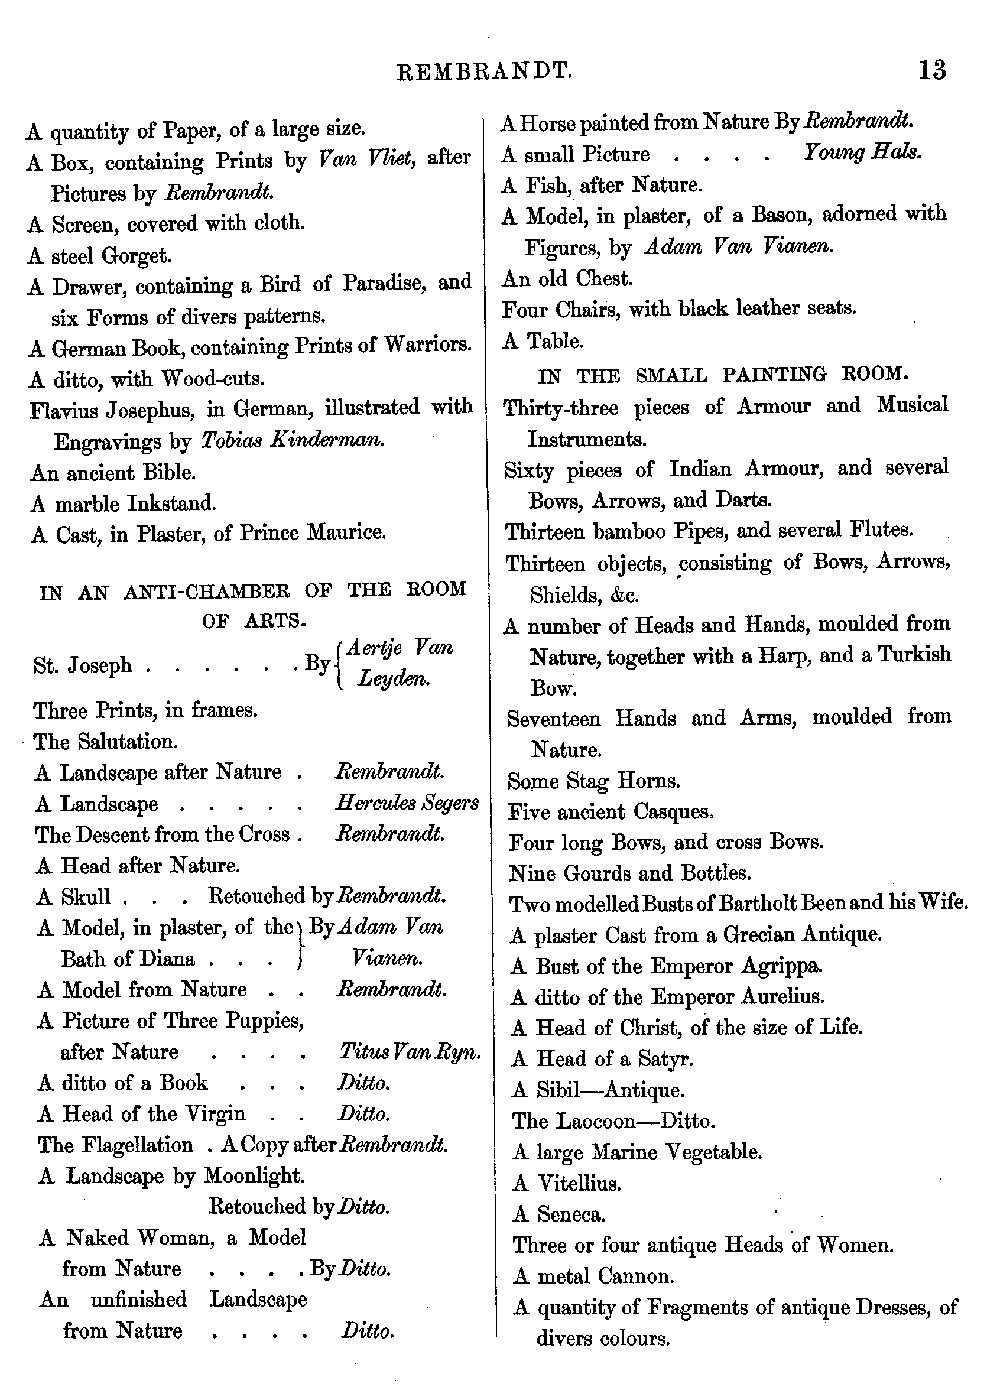 REMBRANDT. 13
A quantity of Paper, of a large size.
A Box, containing Prints by Van Vliet, after
Pictures by Rembrandt.
A Screen, covered with cloth.
A steel Gorget.
A Drawer, containing a Bird of Paradise, and
six Forms of divers patterns.
A German Book, containing Prints of Warriors.
A ditto, with Wood-cuts.
Flavius Josephus, in German, illustrated with
Engravings by Tobias Kinderman.
An ancient Bible.
A marble Inkstand.
A Cast, in Plaster, of Prince Maurice.
IN AN ANTI-CHAMBER OF THE ROOM
OF ARTS.
St. Joseph . . . . . . . By { Aertje Van
Leyden.
Three Prints, in frames.
The Salutation.
A Landscape after Nature . Rembrandt.
A Landscape . . . . . Hercules Segers
The Descent from the Cross . Rembrandt.
A Head after Nature.
A Skull . . . Retouched by Rembrandt.
A Model, in plaster, of the } By Adam Van
Bath of Diana . . . } Vianen.
A Model from Nature . . Rembrandt.
A Picture of Three Puppies,
after Nature . . . . Titus Van Ryn.
A ditto of a Book . . . Ditto.
A Head of the Virgin . . Ditto.
The Flagellation . A Copy after Rembrandt.
A Landscape by Moonlight.
Retouched by Ditto.
A Naked Woman, a Model
from Nature . . . . By Ditto.
An unfinished Landscape
from Nature . . . . Ditto.
A Horse painted from Nature By Rembrandt.
A small Picture . . . . Young Hals.
A Fish, after Nature.
A Model, in plaster, of a Bason, adorned with
Figures, by Adam Van Vianen.
An old Chest.
Four Chairs, with black leather seats.
A Table.
IN THE SMALL PAINTING ROOM.
Thirty-three pieces of Armour and Musical
Instruments.
Sixty pieces of Indian Armour, and several
Bows, Arrows, and Darts.
Thirteen bamboo Pipes, and several Flutes.
Thirteen objects, consisting of Bows, Arrows,
Shields, &c.
A number of Heads and Hands, moulded from
Nature, together with a Harp, and a Turkish
Bow.
Seventeen Hands and Arms, moulded from
Nature.
Some Stag Horns.
Five ancient Casques.
Four long Bows, and cross Bows.
Nine Gourds and Bottles.
Two modelled Busts of Bartholt Been and his Wife.
A plaster Cast from a Grecian Antique.
A Bust of the Emperor Agrippa.
A ditto of the Emperor Aurelius.
A Head of Christ, of the size of Life.
A Head of a Satyr.
A Sibil—Antique.
The Laocoon—Ditto.
A large Marine Vegetable.
A Vitellius.
A Seneca.
Three or four antique Heads of Women.
A metal Cannon.
A quantity of Fragments of antique Dresses, of
divers colours.